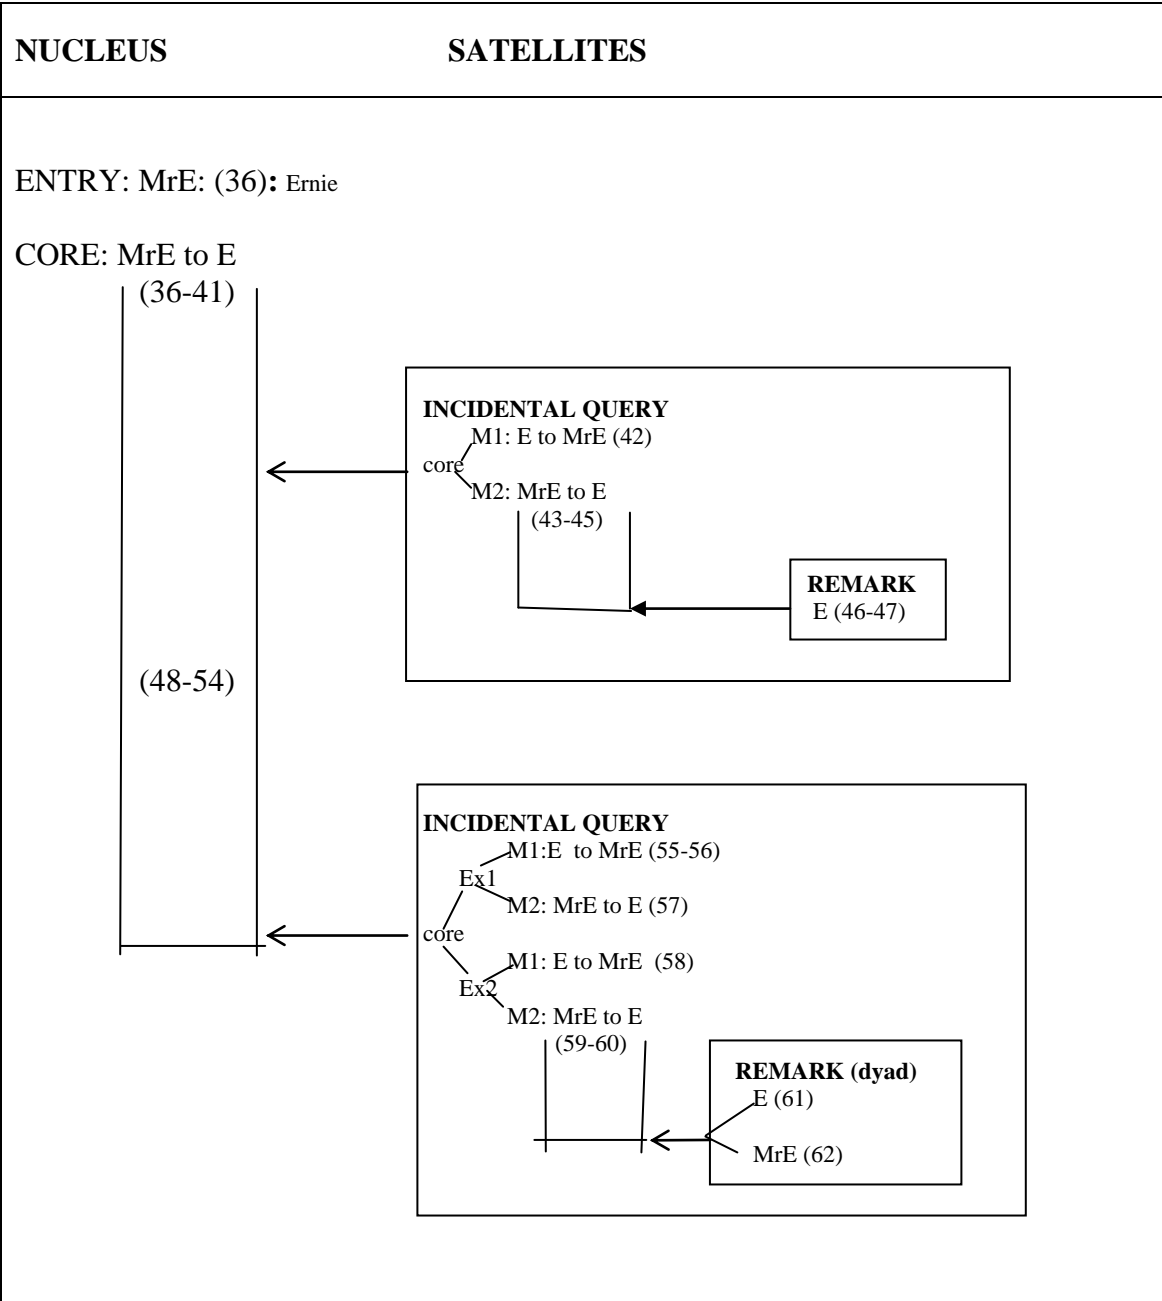 NUCLEUS SATELLITES
ENTRY: MrE: (36): Ernie
CORE: MrE to E
(36-41)
INCIDENTAL QUERY
M1: E to MrE (42)
core
M2: MrE to E
(43-45)
REMARK
E (46-47)
(48-54)
INCIDENTAL QUERY
M1:E to MrE (55-56)
Ex1
M2: MrE to E (57)
core
M1: E to MrE (58)
Ex2
M2: MrE to E
(59-60)
REMARK (dyad)
E (61)
MrE (62)